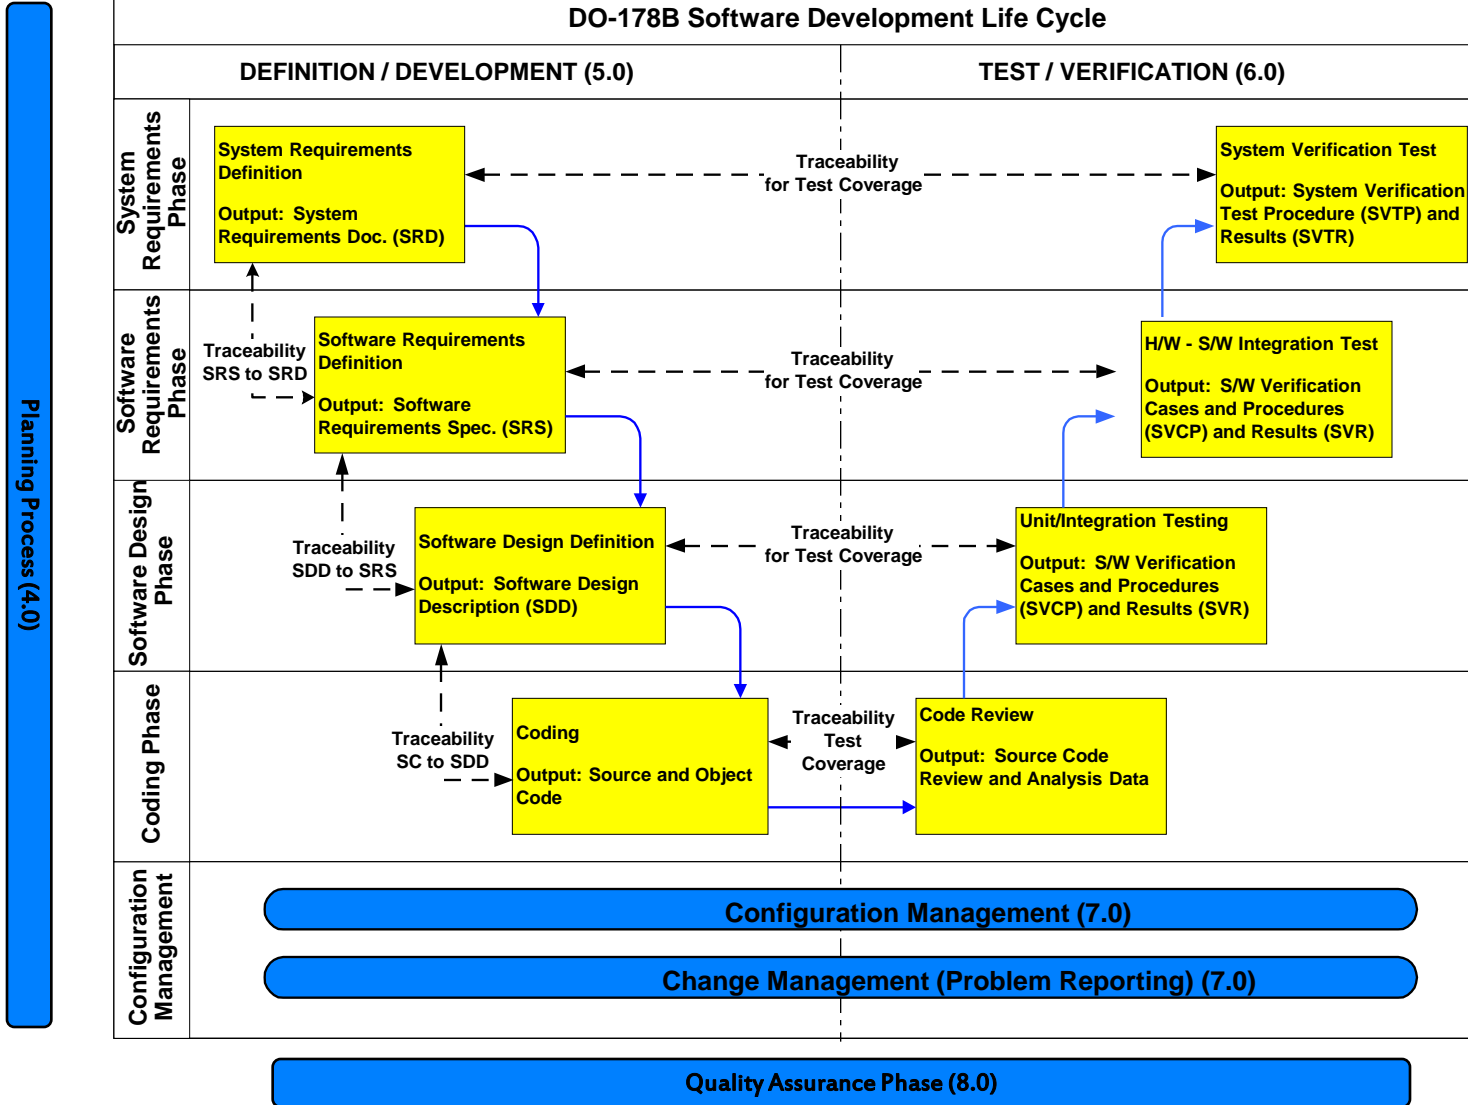 DO-178B Software Development Life Cycle
DEFINITION / DEVELOPMENT (5.0)
TEST / VERIFICATION (6.0)
Planning Process (4.0)
System
Requirements
Phase
System Requirements
Definition
Output: System
Requirements Doc. (SRD)
Traceability
for Test Coverage
System Verification Test
Output: System Verification
Test Procedure (SVTP) and
Results (SVTR)
Software
Requirements
Phase
Traceability
SRS to SRD
Software Requirements
Definition
Output: Software
Requirements Spec. (SRS)
Traceability
for Test Coverage
H/W - S/W Integration Test
Output: S/W Verification
Cases and Procedures
(SVCP) and Results (SVR)
Software Design
Phase
Traceability
SDD to SRS
Software Design Definition
Output: Software Design
Description (SDD)
Traceability
for Test Coverage
Unit/Integration Testing
Output: S/W Verification
Cases and Procedures
(SVCP) and Results (SVR)
Coding Phase
Traceability
SC to SDD
Coding
Output: Source and Object
Code
Traceability
Test
Coverage
Code Review
Output: Source Code
Review and Analysis Data
Configuration
Management
Configuration Management (7.0)
Change Management (Problem Reporting) (7.0)
Quality Assurance Phase (8.0)